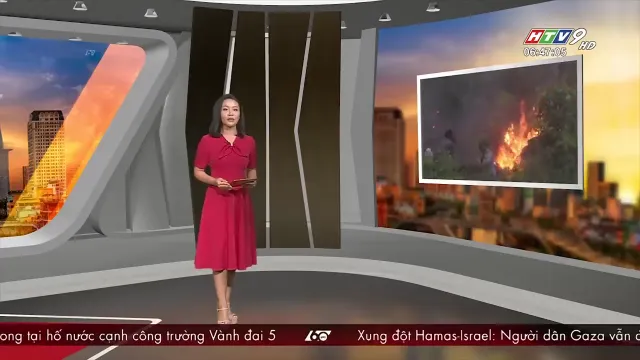 HTV9 HD
06:47:05
ong tại hố nước cạnh công trường Vành đai 5
60
Xung đột Hamas-Israel: Người dân Gaza vẫn